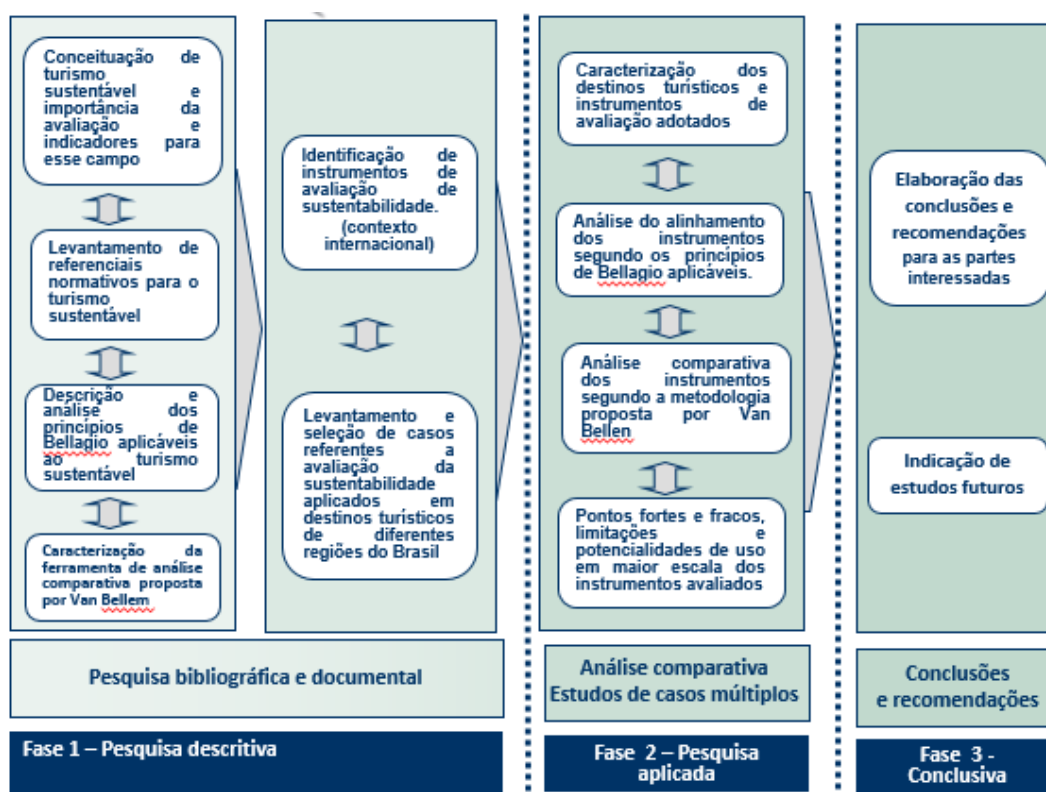 Conceituação de
turismo
sustentável e
importância da
avaliação e
indicadores para
esse campo
Levantamento de
referenciais
normativos para o
turismo
sustentável
Descrição e
análise dos
princípios de
Bellagio aplicáveis
ao turismo
sustentável
Caracterização da
ferramenta de análise
comparativa proposta
por Van Bellem
Identificação de
instrumentos de
avaliação de
sustentabilidade.
(contexto
internacional)
Levantamento e
seleção de casos
referentes a
avaliação da
sustentabilidade
aplicados em
destinos turísticos
de diferentes
regiões do Brasil
Pesquisa bibliográfica e documental
Fase 1 – Pesquisa descritiva
Caracterização dos
destinos turísticos e
instrumentos de
avaliação adotados
Análise do alinhamento
dos instrumentos
segundo os princípios
de Bellagio aplicáveis.
Análise comparativa
dos instrumentos
segundo a metodologia
proposta por Van
Bellen
Pontos fortes e fracos,
limitações e
potencialidades de uso
em maior escala dos
instrumentos avaliados
Análise comparativa
Estudos de casos múltiplos
Fase 2 – Pesquisa
aplicada
Elaboração das
conclusões e
recomendações
para as partes
interessadas
Indicação de
estudos futuros
Conclusões
e recomendações
Fase 3 -
Conclusiva